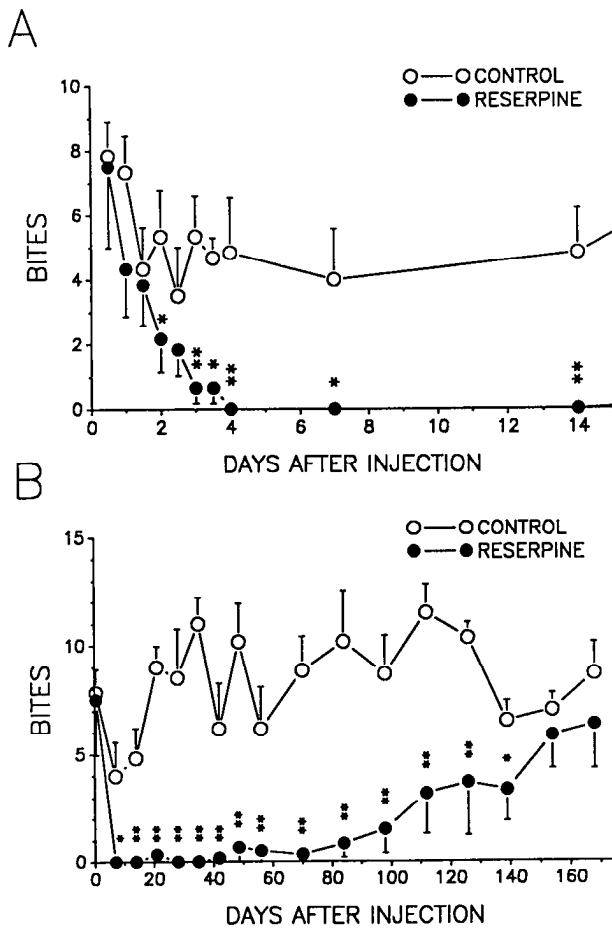 A
CONTROL
RESERPINE
10
8
6
4
2
0
BITES
* ** * ** * **
0 2 4 6 8 10 12 14
DAYS AFTER INJECTION
B
CONTROL
RESERPINE
15
10
5
0
BITES
* ** ** ** ** ** ** ** ** ** ** ** ** *
0 20 40 60 80 100 120 140 160
DAYS AFTER INJECTION